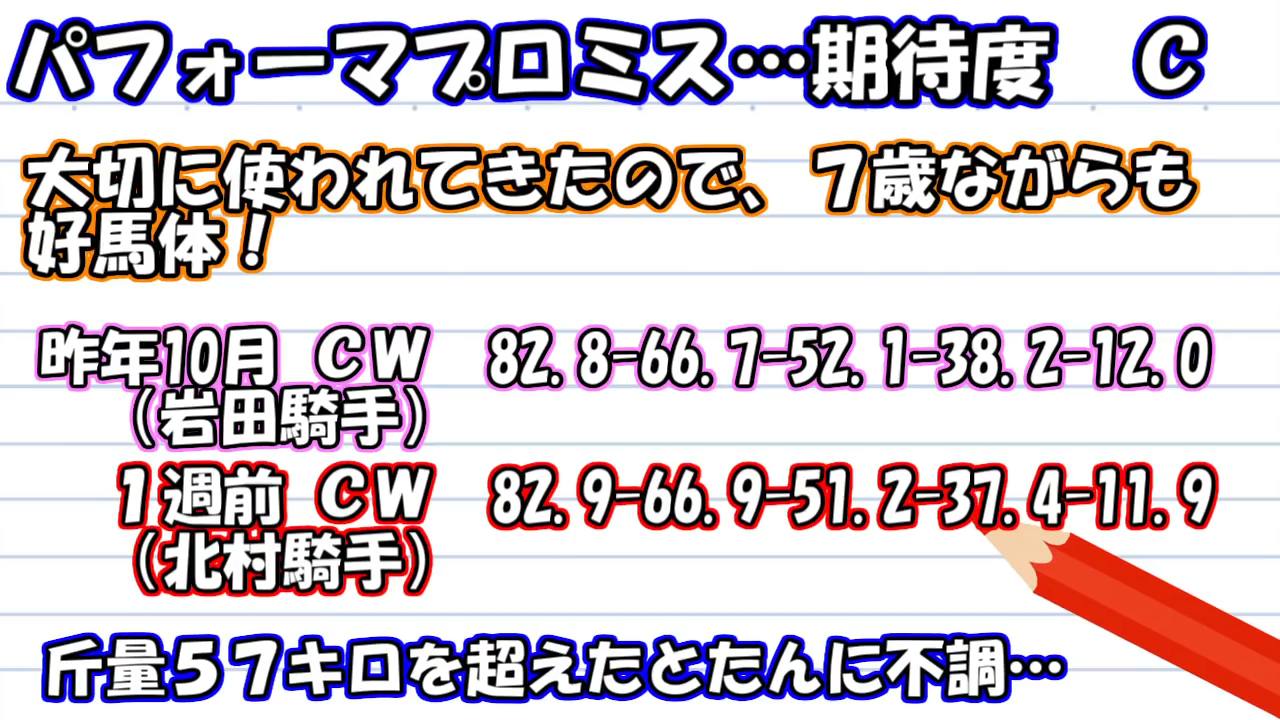 パフォーマプロミス…期待度　C
大切に使われてきたので、７歳ながらも
好馬体！
昨年10月　ＣＷ　82.8-66.7-52.1-38.2-12.0
（岩田騎手）
１週前　ＣＷ　82.9-66.9-51.2-37.4-11.9
（北村騎手）
斤量５７キロを超えたとたんに不調…